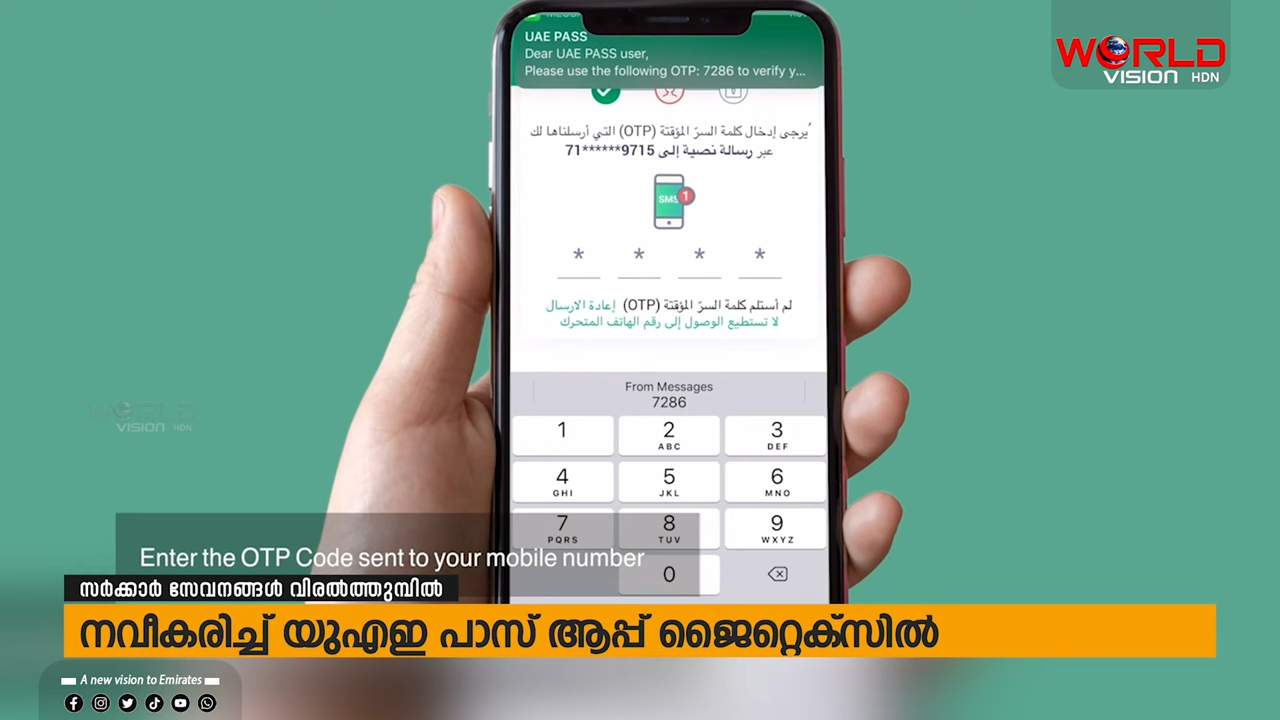 WORLD
VISION HDN
UAE PASS
Dear UAE PASS user,
Please use the following OTP: 7286 to verify y...
يُرجى إدخال كلمة السرّ المؤقتة (OTP) التي أرسلناها لك
عبر رسالة نصية إلى 9715******71
SMS 1
* * * *
لم أستلم كلمة السرّ المؤقتة (OTP) إعادة الارسال
لا تستطيع الوصول إلى رقم الهاتف المتحرك
From Messages
7286
1
2 ABC
3 DEF
4 GHI
5 JKL
6 MNO
7 PQRS
8 TUV
9 WXYZ
0
WORLD
VISION HDN
Enter the OTP Code sent to your mobile number
സർക്കാർ സേവനങ്ങൾ വിരൽത്തുമ്പിൽ
നവീകരിച്ച് യുഎഇ പാസ് ആപ്പ് ജൈറ്റെക്സിൽ
A new vision to Emirates